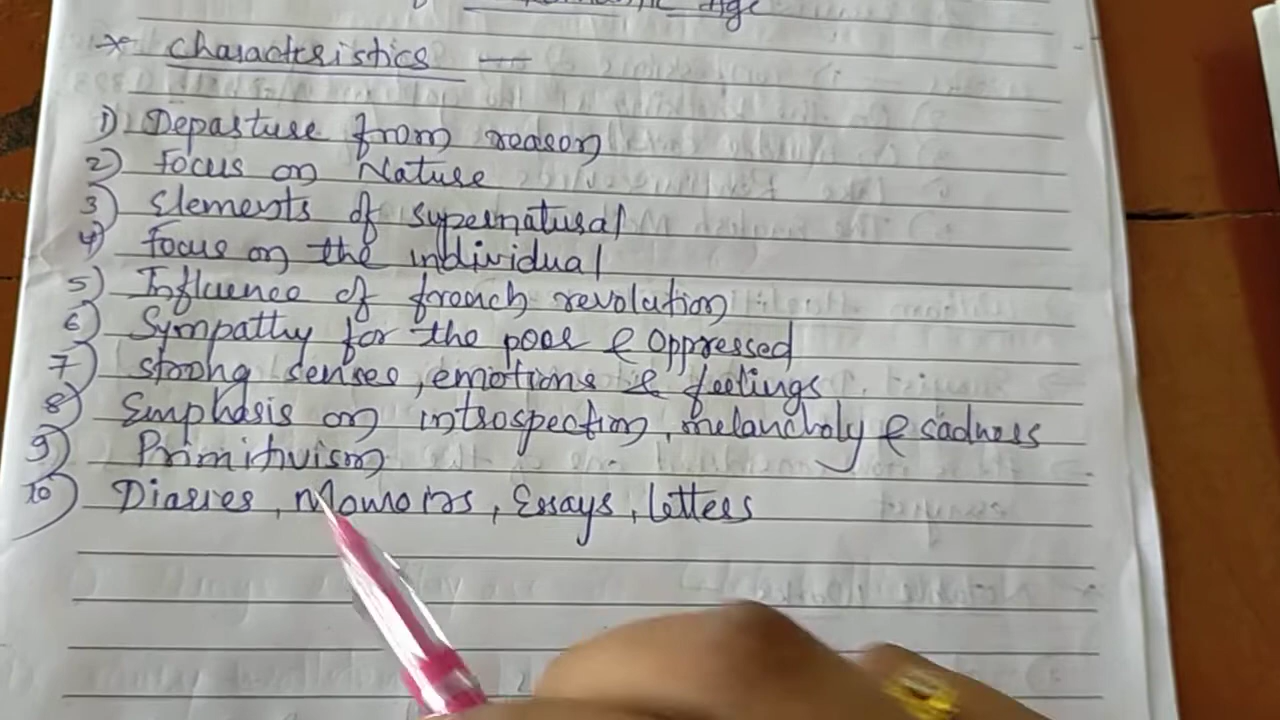 Age
* Characteristics —
1) Departure from reason
2) Focus on Nature
3) Elements of supernatural
4) Focus on the individual
5) Influence of french revolution
6) Sympathy for the poor & Oppressed
7) strong senses, emotions & feelings
8) Emphasis on introspection, melancholy & sadness
9) Primitivism
10) Diaries, Memoirs, Essays, letters